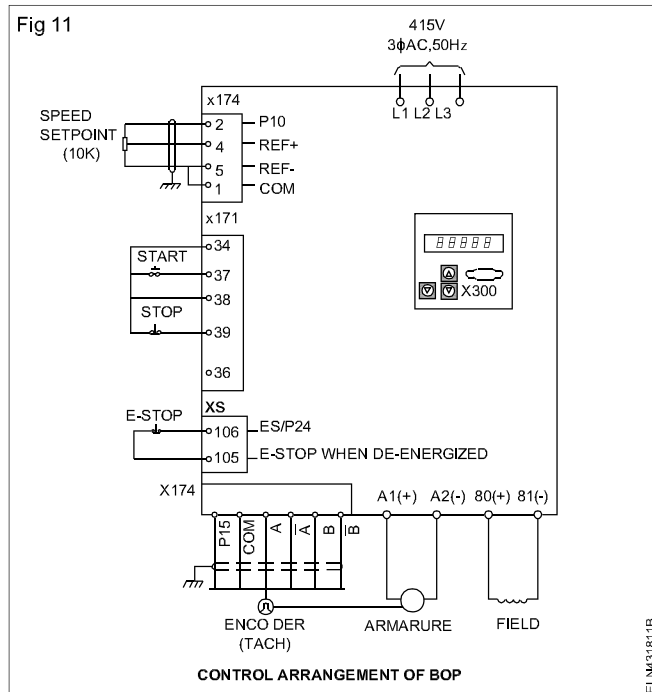 Fig 11
415V
3ϕAC,50Hz
L1 L2 L3
x174
SPEED
SETPOINT
(10K)
2 P10
4 REF+
5 REF-
1 COM
x171
34
START
37
38
STOP
39
36
88888
X300
XS
E-STOP
106 ES/P24
105 E-STOP WHEN DE-ENERGIZED
X174
A1(+) A2(-) 80(+) 81(-)
P15
COM
A
A̅
B
B̅
ENCO DER
(TACH)
ARMARURE
FIELD
CONTROL ARRANGEMENT OF BOP
ELN431811B